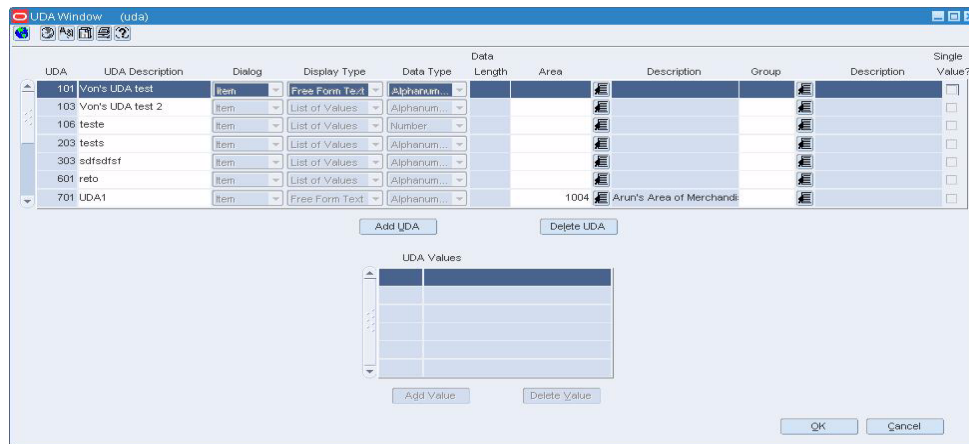 UDA Window (uda)
Data Single
UDA UDA Description Dialog Display Type Data Type Length Area Description Group Description Value?
101 Von's UDA test Item Free Form Text Alphanum...
103 Von's UDA test 2 Item List of Values Alphanum...
106 teste Item List of Values Number
203 tests Item List of Values Alphanum...
303 sdfsdfsf Item List of Values Alphanum...
601 reto Item List of Values Alphanum...
701 UDA1 Item Free Form Text Alphanum... 1004 Arun's Area of Merchandi
Add UDA Delete UDA
UDA Values
Add Value Delete Value
OK Cancel